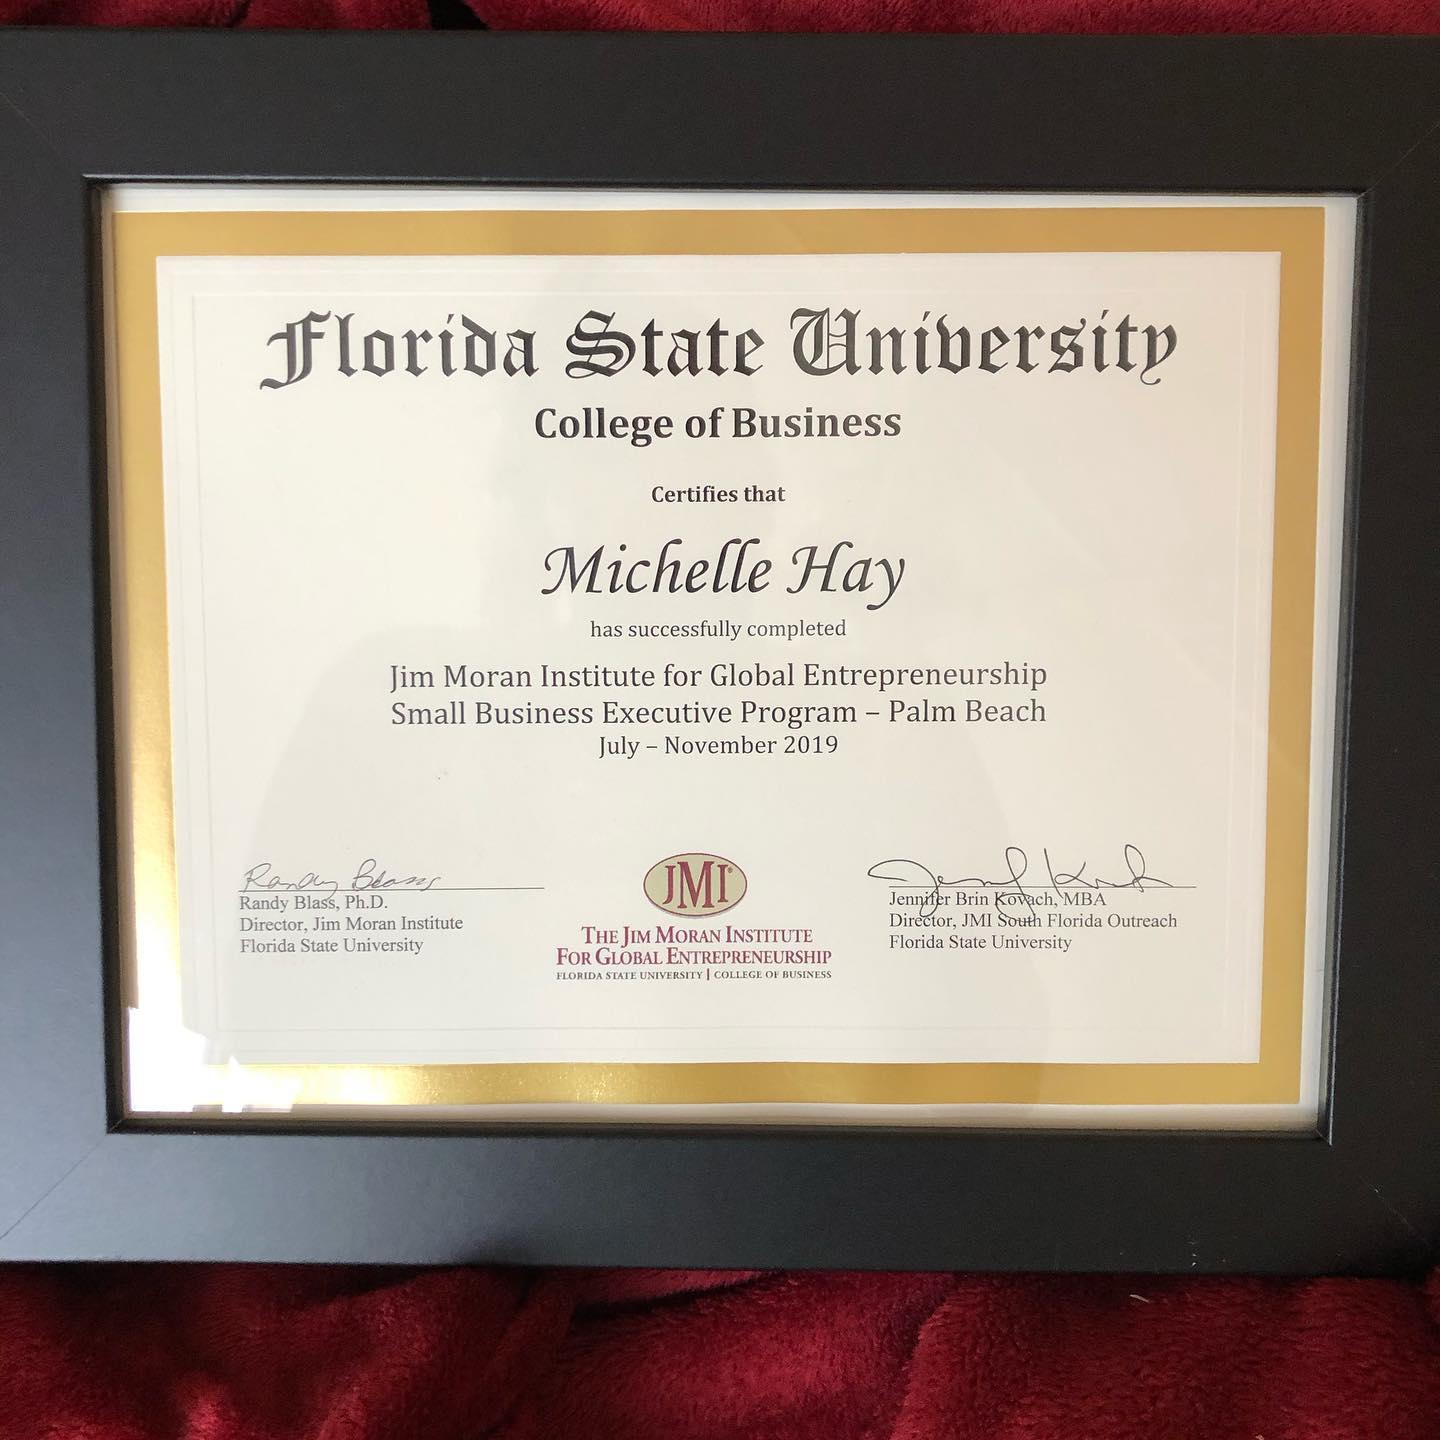 Florida State University
College of Business
Certifies that
Michelle Hay
has successfully completed
Jim Moran Institute for Global Entrepreneurship
Small Business Executive Program – Palm Beach
July – November 2019
Randy Blass
Randy Blass, Ph.D.
Director, Jim Moran Institute
Florida State University
JMI®
THE JIM MORAN INSTITUTE
FOR GLOBAL ENTREPRENEURSHIP
FLORIDA STATE UNIVERSITY | COLLEGE OF BUSINESS
Jennifer Brin Kovach, MBA
Director, JMI South Florida Outreach
Florida State University